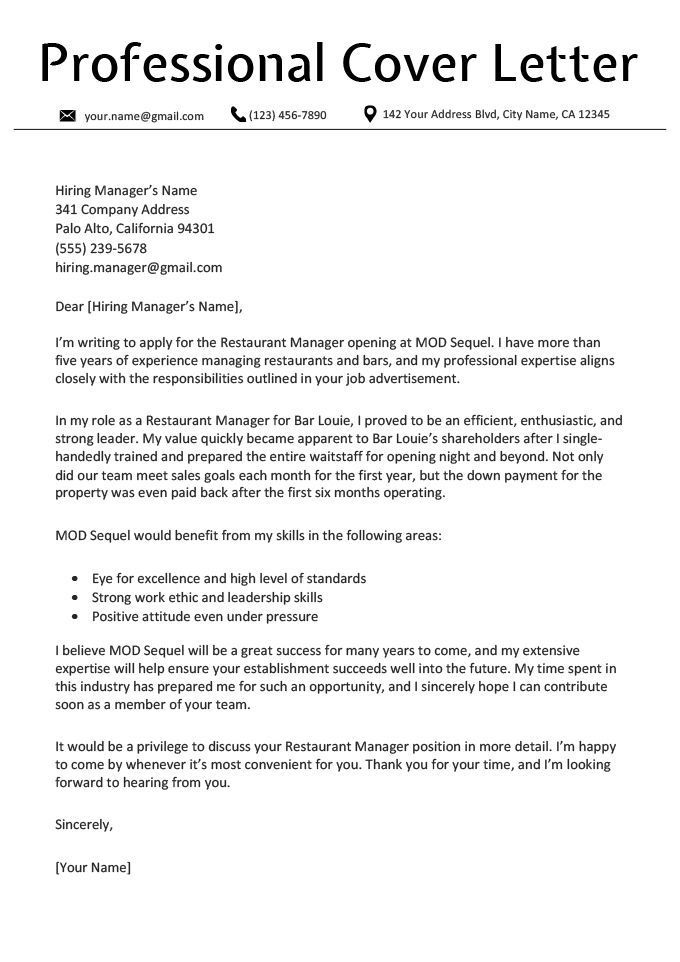 Professional Cover Letter
your.name@gmail.com (123) 456-7890 142 Your Address Blvd, City Name, CA 12345
Hiring Manager’s Name
341 Company Address
Palo Alto, California 94301
(555) 239-5678
hiring.manager@gmail.com
Dear [Hiring Manager’s Name],
I’m writing to apply for the Restaurant Manager opening at MOD Sequel. I have more than
five years of experience managing restaurants and bars, and my professional expertise aligns
closely with the responsibilities outlined in your job advertisement.
In my role as a Restaurant Manager for Bar Louie, I proved to be an efficient, enthusiastic, and
strong leader. My value quickly became apparent to Bar Louie’s shareholders after I single-
handedly trained and prepared the entire waitstaff for opening night and beyond. Not only
did our team meet sales goals each month for the first year, but the down payment for the
property was even paid back after the first six months operating.
MOD Sequel would benefit from my skills in the following areas:
• Eye for excellence and high level of standards
• Strong work ethic and leadership skills
• Positive attitude even under pressure
I believe MOD Sequel will be a great success for many years to come, and my extensive
expertise will help ensure your establishment succeeds well into the future. My time spent in
this industry has prepared me for such an opportunity, and I sincerely hope I can contribute
soon as a member of your team.
It would be a privilege to discuss your Restaurant Manager position in more detail. I’m happy
to come by whenever it’s most convenient for you. Thank you for your time, and I’m looking
forward to hearing from you.
Sincerely,
[Your Name]